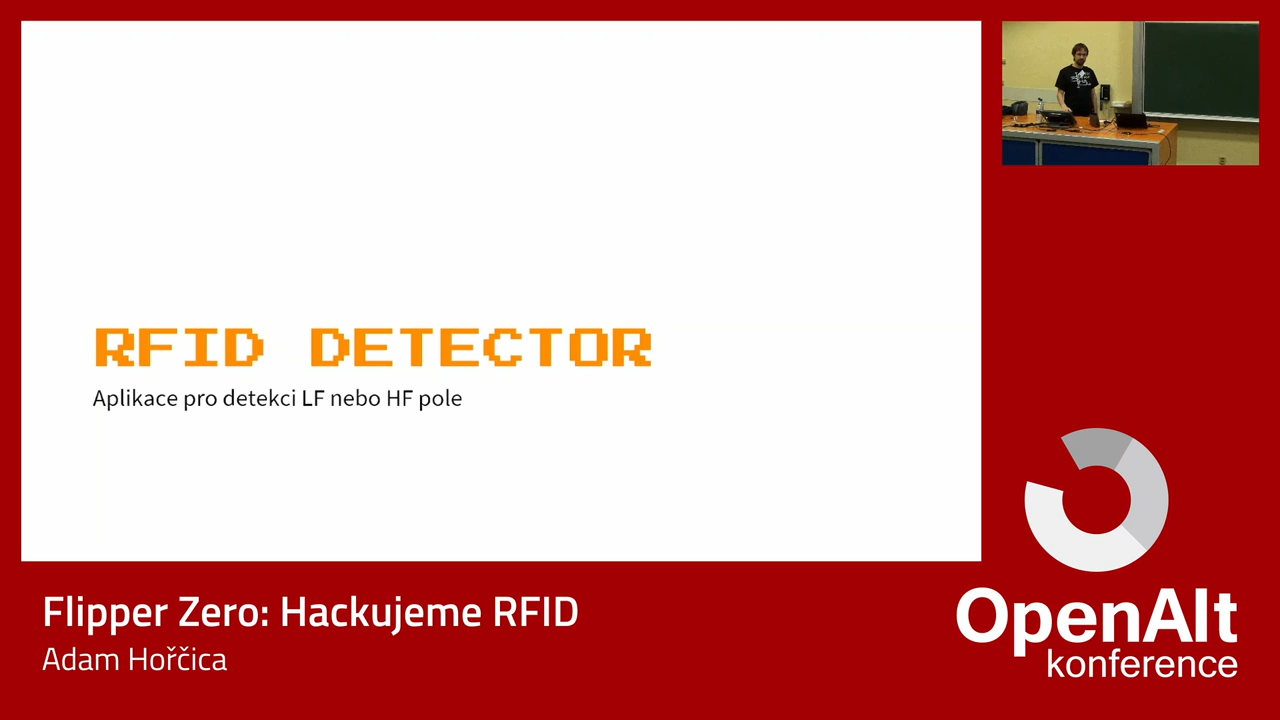 RFID DETECTOR
Aplikace pro detekci LF nebo HF pole
Flipper Zero: Hackujeme RFID
Adam Hořčica
OpenAlt
konference